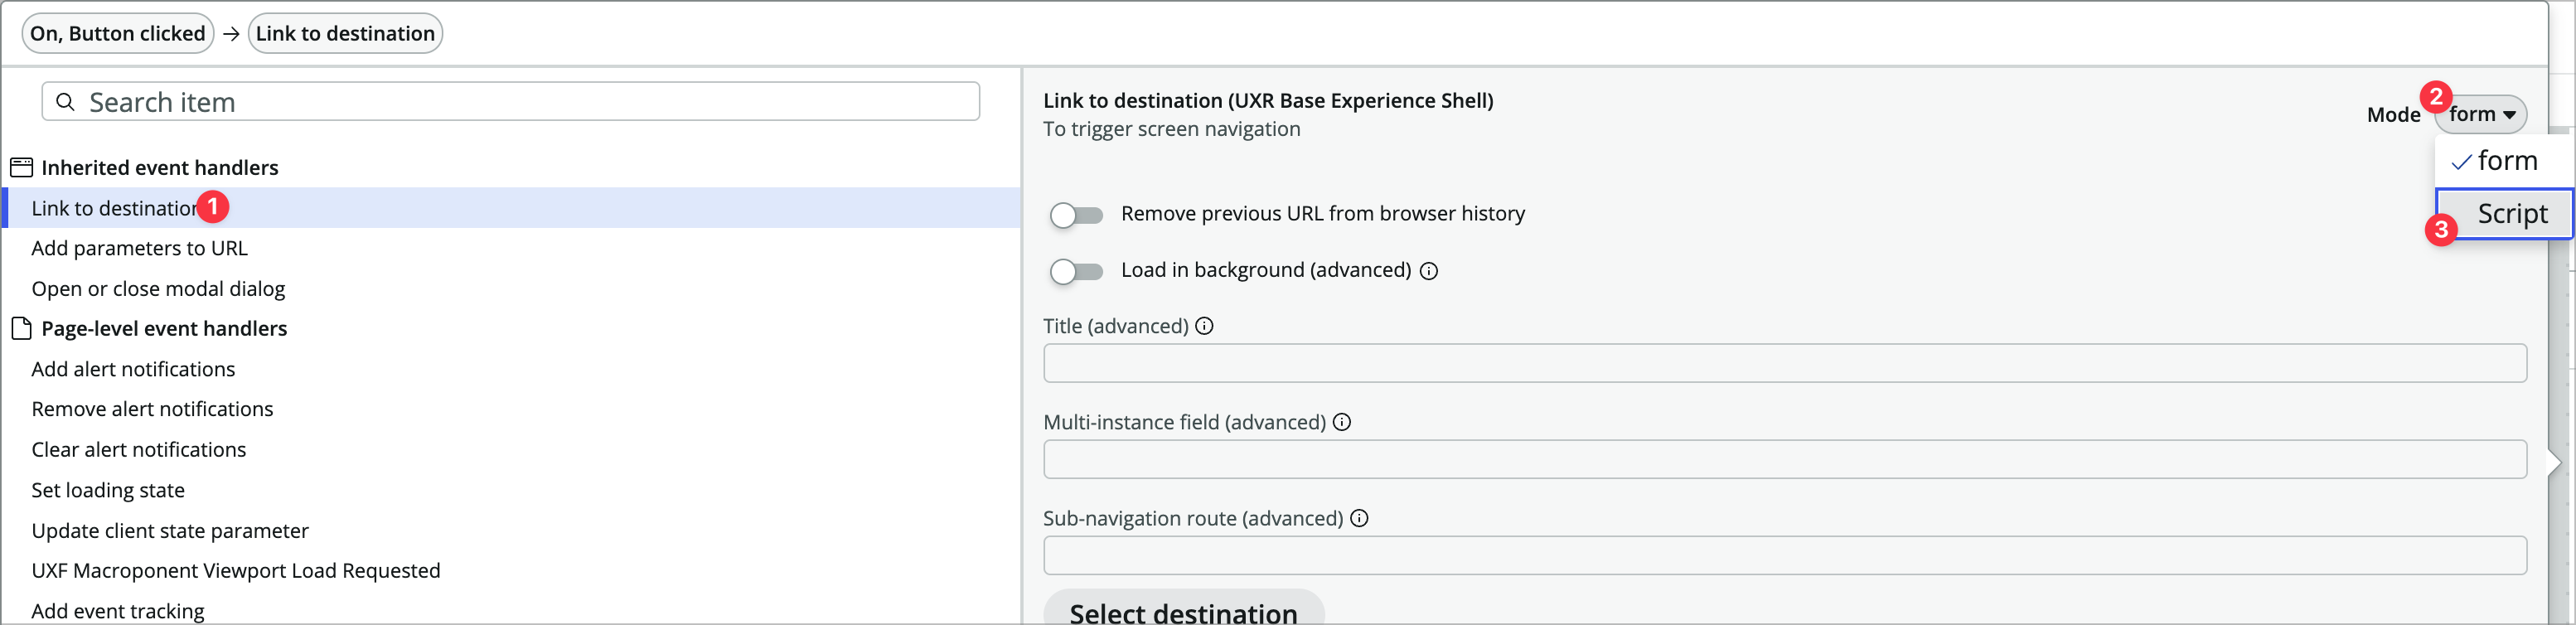 On, Button clicked → Link to destination
Search item
Inherited event handlers
Link to destination 1
Add parameters to URL
Open or close modal dialog
Page-level event handlers
Add alert notifications
Remove alert notifications
Clear alert notifications
Set loading state
Update client state parameter
UXF Macroponent Viewport Load Requested
Add event tracking
Link to destination (UXR Base Experience Shell)
To trigger screen navigation
Mode 2 form
form
3 Script
Remove previous URL from browser history
Load in background (advanced)
Title (advanced)
Multi-instance field (advanced)
Sub-navigation route (advanced)
Select destination